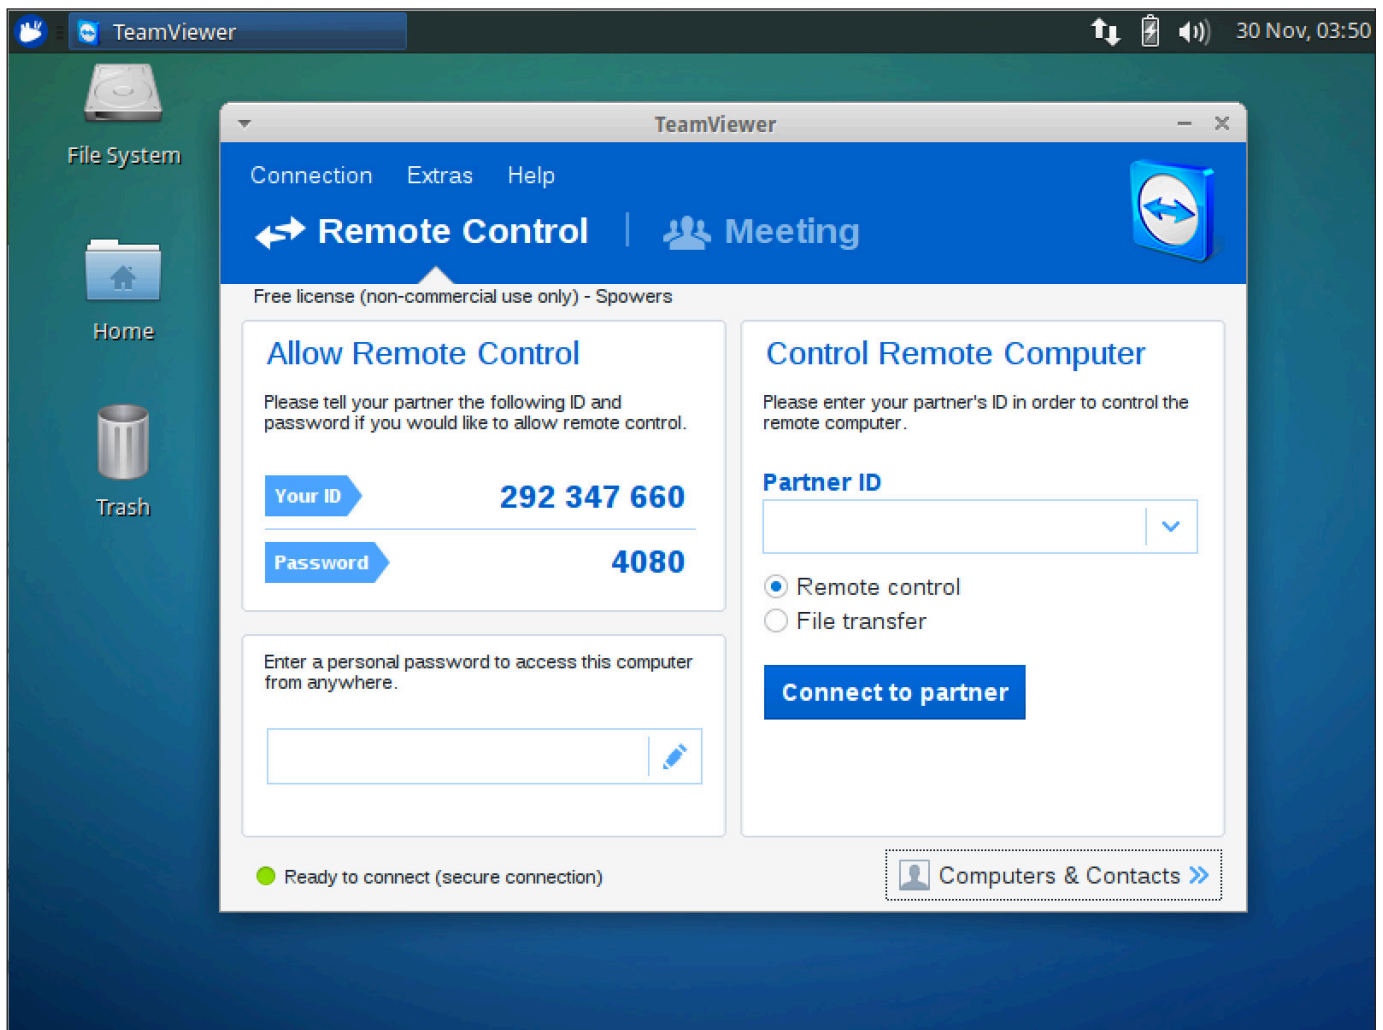 TeamViewer
30 Nov, 03:50
File System
Home
Trash
TeamViewer
Connection Extras Help
Remote Control Meeting
Free license (non-commercial use only) - Spowers
Allow Remote Control
Please tell your partner the following ID and
password if you would like to allow remote control.
Your ID 292 347 660
Password 4080
Enter a personal password to access this computer
from anywhere.
Control Remote Computer
Please enter your partner's ID in order to control the
remote computer.
Partner ID
Remote control
File transfer
Connect to partner
Ready to connect (secure connection)
Computers & Contacts